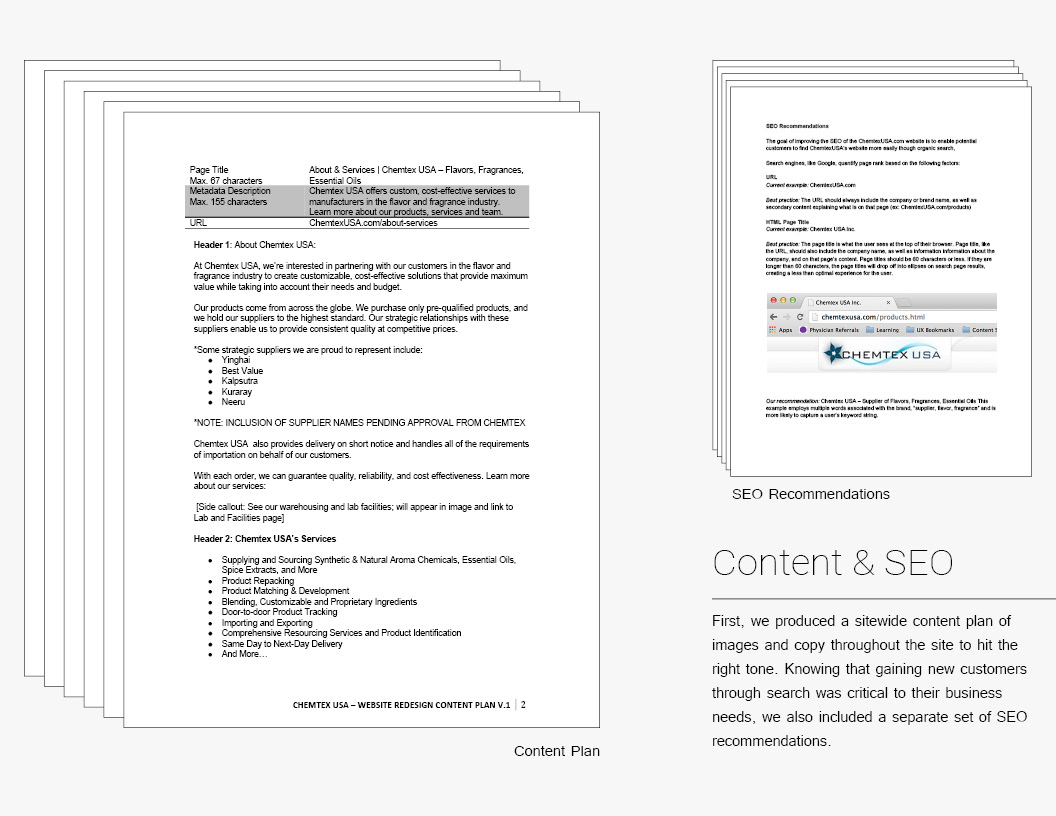 Page Title
Max. 67 characters
About & Services | Chemtex USA – Flavors, Fragrances,
Essential Oils
Metadata Description
Max. 155 characters
Chemtex USA offers custom, cost-effective services to
manufacturers in the flavor and fragrance industry.
Learn more about our products, services and team.
URL
ChemtexUSA.com/about-services
Header 1: About Chemtex USA:
At Chemtex USA, we're interested in partnering with our customers in the flavor and
fragrance industry to create customizable, cost-effective solutions that provide maximum
value while taking into account their needs and budget.
Our products come from across the globe. We purchase only pre-qualified products, and
we hold our suppliers to the highest standard. Our strategic relationships with these
suppliers enable us to provide consistent quality at competitive prices.
*Some strategic suppliers we are proud to represent include:
• Yinghai
• Best Value
• Kalpsutra
• Kuraray
• Neeru
*NOTE: INCLUSION OF SUPPLIER NAMES PENDING APPROVAL FROM CHEMTEX
Chemtex USA also provides delivery on short notice and handles all of the requirements
of importation on behalf of our customers.
With each order, we can guarantee quality, reliability, and cost effectiveness. Learn more
about our services:
[Side callout: See our warehousing and lab facilities; will appear in image and link to
Lab and Facilities page]
Header 2: Chemtex USA's Services
• Supplying and Sourcing Synthetic & Natural Aroma Chemicals, Essential Oils,
Spice Extracts, and More
• Product Repacking
• Product Matching & Development
• Blending, Customizable and Proprietary Ingredients
• Door-to-door Product Tracking
• Importing and Exporting
• Comprehensive Resourcing Services and Product Identification
• Same Day to Next-Day Delivery
• And More…
CHEMTEX USA – WEBSITE REDESIGN CONTENT PLAN V.1 | 2
Content Plan
SEO Recommendations
The goal of improving the SEO of the ChemtexUSA.com website is to enable potential
customers to find ChemtexUSA's website more easily though organic search,
Search engines, like Google, quantify page rank based on the following factors:
URL
Current example: ChemtexUSA.com
Best practice: The URL should always include the company or brand name, as well as
secondary content explaining what is on that page (ex: ChemtexUSA.com/products)
HTML Page Title
Current example: Chemtex USA Inc.
Best practice: The page title is what the user sees at the top of their browser. Page title, like
the URL, should also include the company name, as well as information information about the
company, and on that page's content. Page titles should be 60 characters or less. If they are
longer than 60 characters, the page titles will drop off into ellipses on search page results,
creating a less than optimal experience for the user.
Chemtex USA Inc.
chemtexusa.com/products.html
Apps Physician Referrals Learning UX Bookmarks Content S
CHEMTEX USA
Our recommendation: Chemtex USA – Supplier of Flavors, Fragrances, Essential Oils This
example employs multiple words associated with the brand, "supplier, flavor, fragrance" and is
more likely to capture a user's keyword string.
SEO Recommendations
Content & SEO
First, we produced a sitewide content plan of
images and copy throughout the site to hit the
right tone. Knowing that gaining new customers
through search was critical to their business
needs, we also included a separate set of SEO
recommendations.